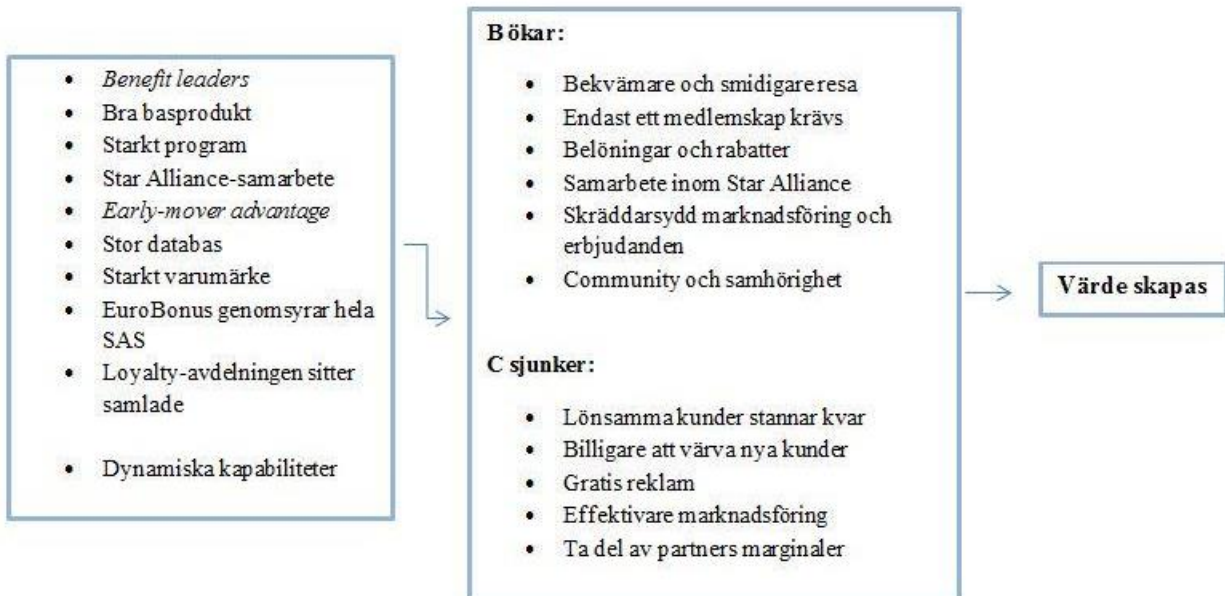 Benefit leaders
Bra basprodukt
Starkt program
Star Alliance-samarbete
Early-mover advantage
Stor databas
Starkt varumärke
EuroBonus genomsyrar hela
SAS
Loyalty-avdelningen sitter
samlade
Dynamiska kapabiliteter
B ökar:
Bekvämare och smidigare resa
Endast ett medlemskap krävs
Belöningar och rabatter
Samarbete inom Star Alliance
Skräddarsydd marknadsföring och
erbjudanden
Community och samhörighet
C sjunker:
Lönsamma kunder stannar kvar
Billigare att värva nya kunder
Gratis reklam
Effektivare marknadsföring
Ta del av partners marginaler
Värde skapas